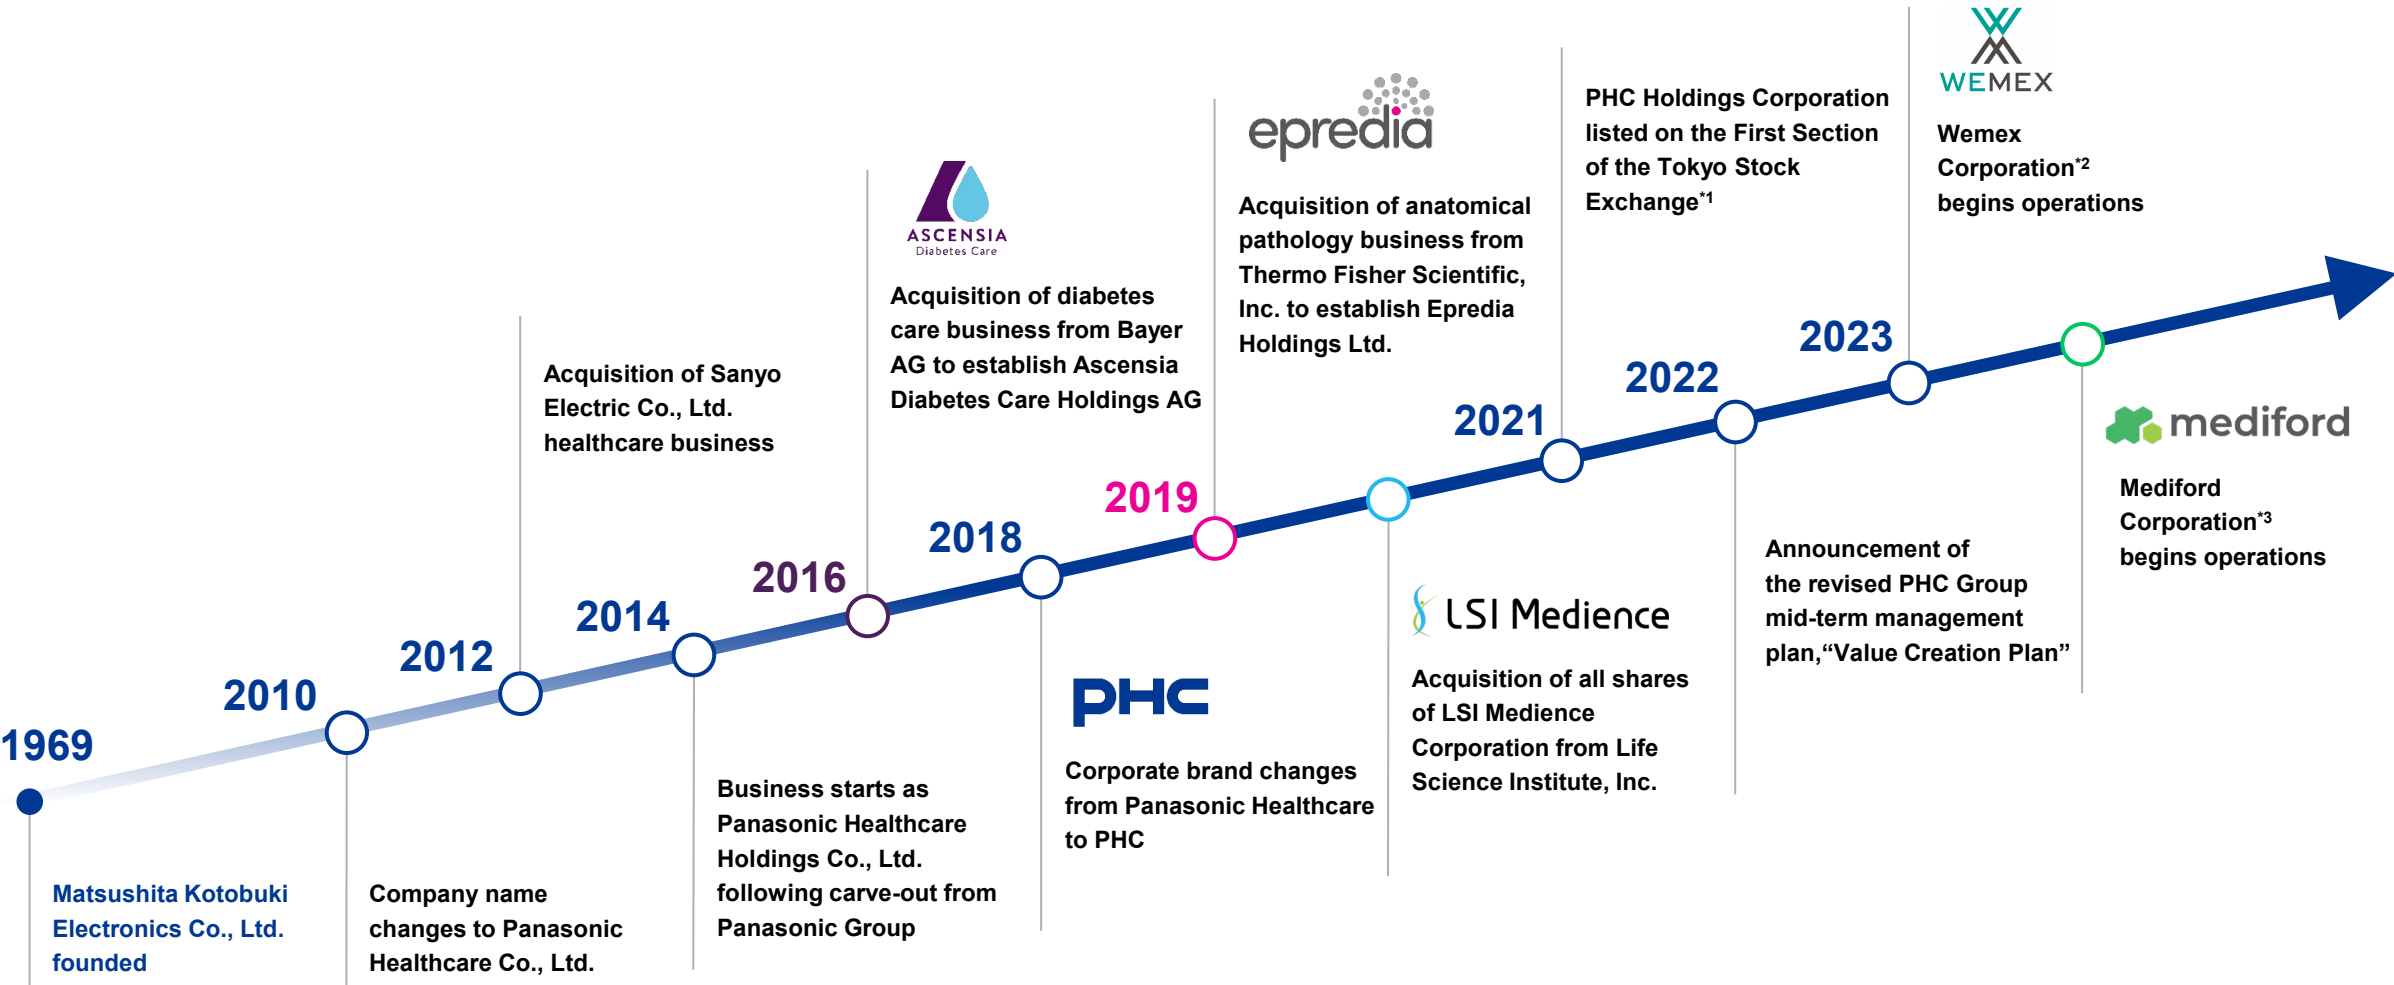 1969
Matsushita Kotobuki
Electronics Co., Ltd.
founded
2010
Company name
changes to Panasonic
Healthcare Co., Ltd.
2012
Acquisition of Sanyo
Electric Co., Ltd.
healthcare business
2014
Business starts as
Panasonic Healthcare
Holdings Co., Ltd.
following carve-out from
Panasonic Group
2016
ASCENSIA
Diabetes Care
Acquisition of diabetes
care business from Bayer
AG to establish Ascensia
Diabetes Care Holdings AG
2018
PHC
Corporate brand changes
from Panasonic Healthcare
to PHC
2019
epredia
Acquisition of anatomical
pathology business from
Thermo Fisher Scientific,
Inc. to establish Epredia
Holdings Ltd.
LSI Medience
Acquisition of all shares
of LSI Medience
Corporation from Life
Science Institute, Inc.
2021
PHC Holdings Corporation
listed on the First Section
of the Tokyo Stock
Exchange*1
2022
Announcement of
the revised PHC Group
mid-term management
plan,“Value Creation Plan”
2023
WEMEX
Wemex
Corporation*2
begins operations
mediford
Mediford
Corporation*3
begins operations